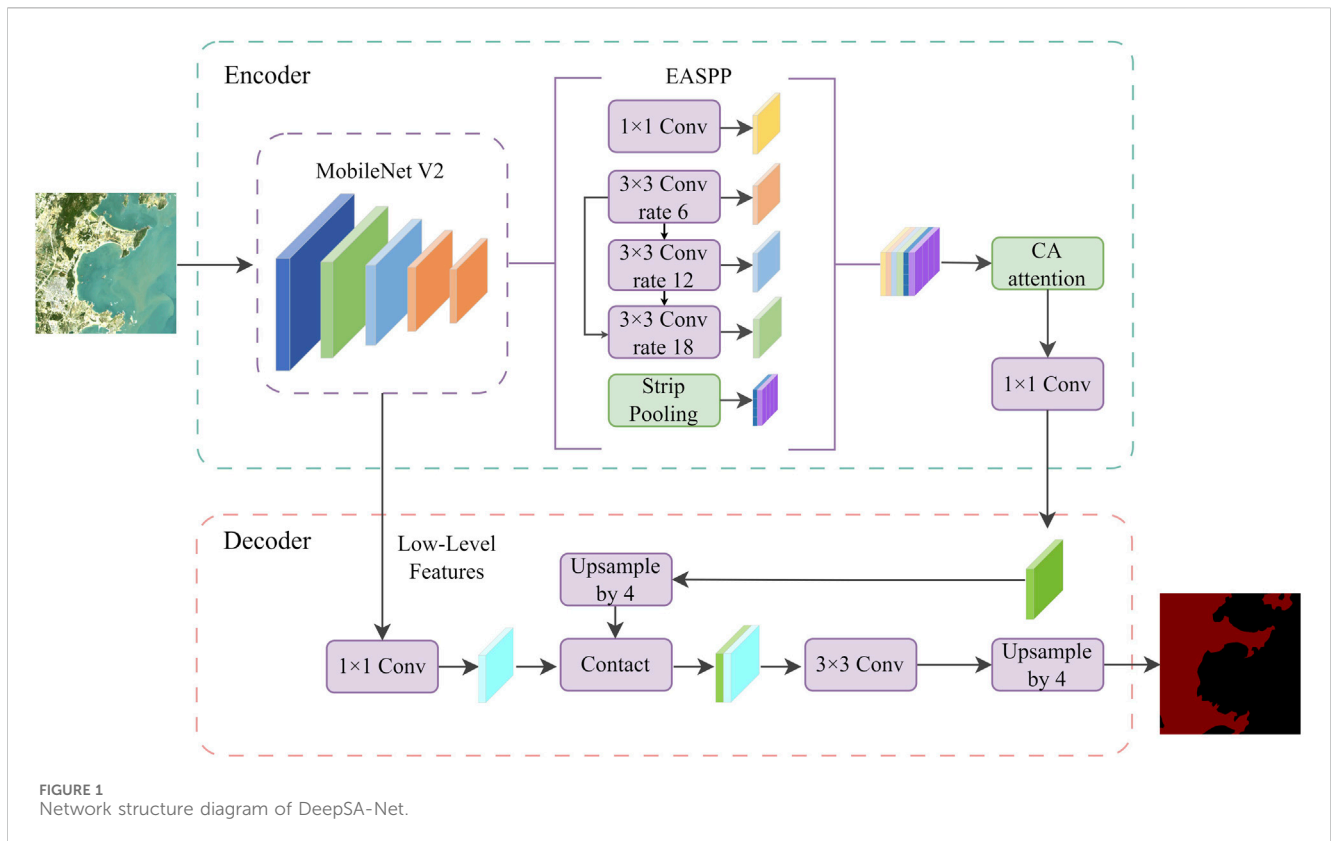 Encoder
MobileNet V2
EASPP
1×1 Conv
3×3 Conv
rate 6
3×3 Conv
rate 12
3×3 Conv
rate 18
Strip
Pooling
CA
attention
1×1 Conv
Decoder
Low-Level
Features
Upsample
by 4
1×1 Conv
Contact
3×3 Conv
Upsample
by 4
FIGURE 1
Network structure diagram of DeepSA-Net.